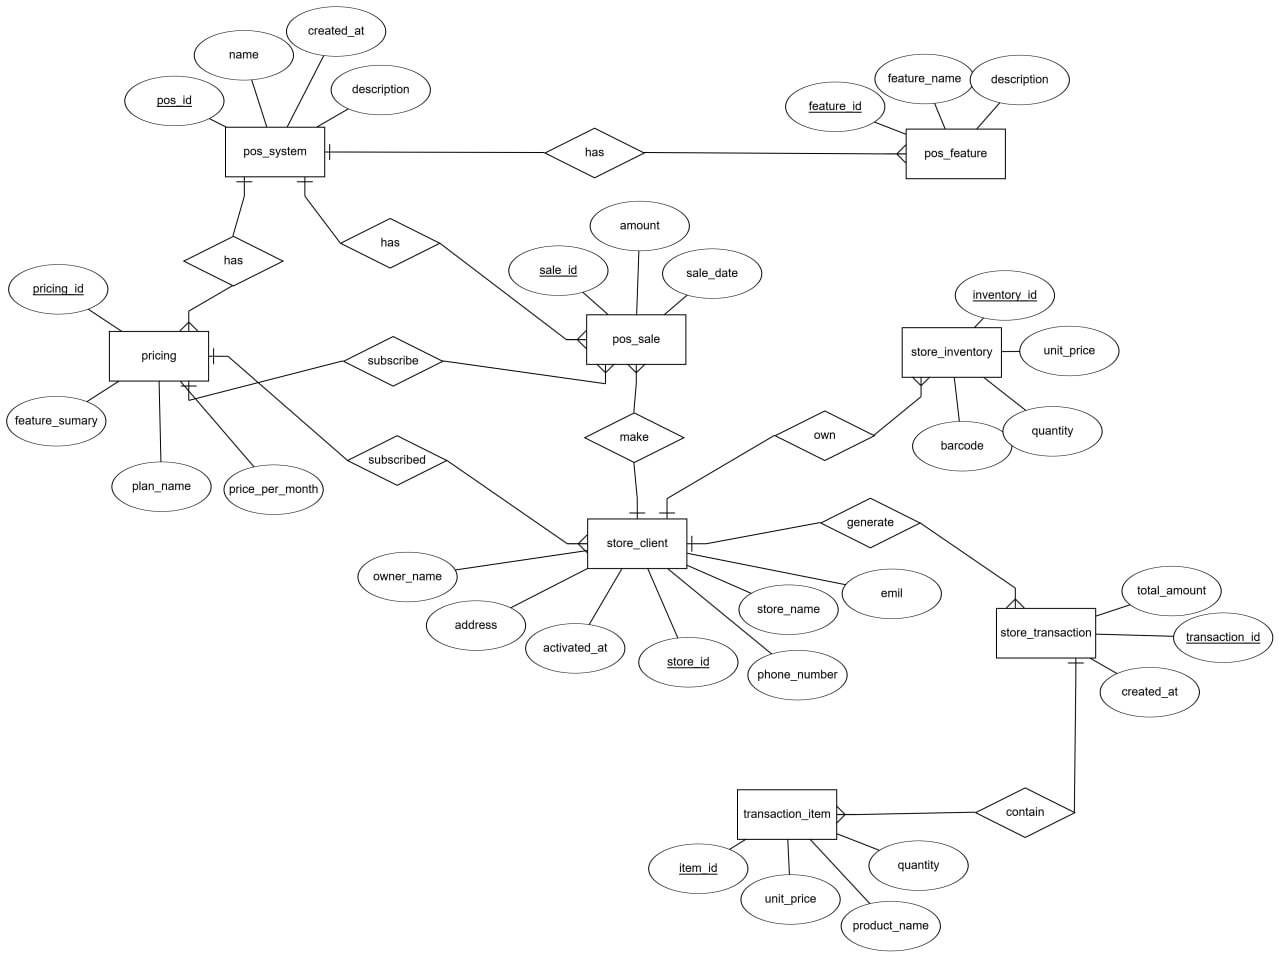 created_at
name
description
pos_id
pos_system
has
feature_name
description
feature_id
pos_feature
has
has
amount
sale_id
sale_date
pricing_id
pos_sale
pricing
subscribe
feature_sumary
plan_name
price_per_month
subscribed
make
inventory_id
store_inventory
unit_price
own
barcode
quantity
store_client
generate
owner_name
address
activated_at
store_id
phone_number
store_name
emil
total_amount
store_transaction
transaction_id
created_at
transaction_item
contain
item_id
unit_price
product_name
quantity